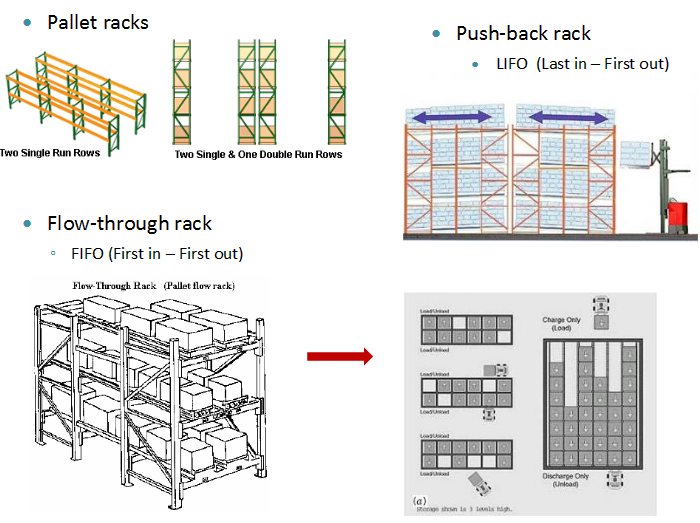 Pallet racks
Two Single Run Rows
Two Single & One Double Run Rows
Push-back rack
LIFO (Last in – First out)
Flow-through rack
FIFO (First in – First out)
Flow-Through Rack (Pallet flow rack)
Load/Unload
Load/Unload
Load/Unload
Load/Unload
Load/Unload
Load/Unload
Charge Only
(Load)
Discharge Only
(Unload)
(a)
storage shown is 3 levels high.